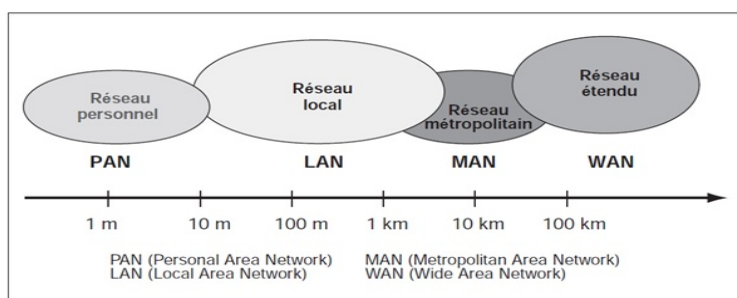 Réseau
personnel
Réseau
local
Réseau
métropolitain
Réseau
étendu
PAN LAN MAN WAN
1 m 10 m 100 m 1 km 10 km 100 km
PAN (Personal Area Network) MAN (Metropolitan Area Network)
LAN (Local Area Network) WAN (Wide Area Network)